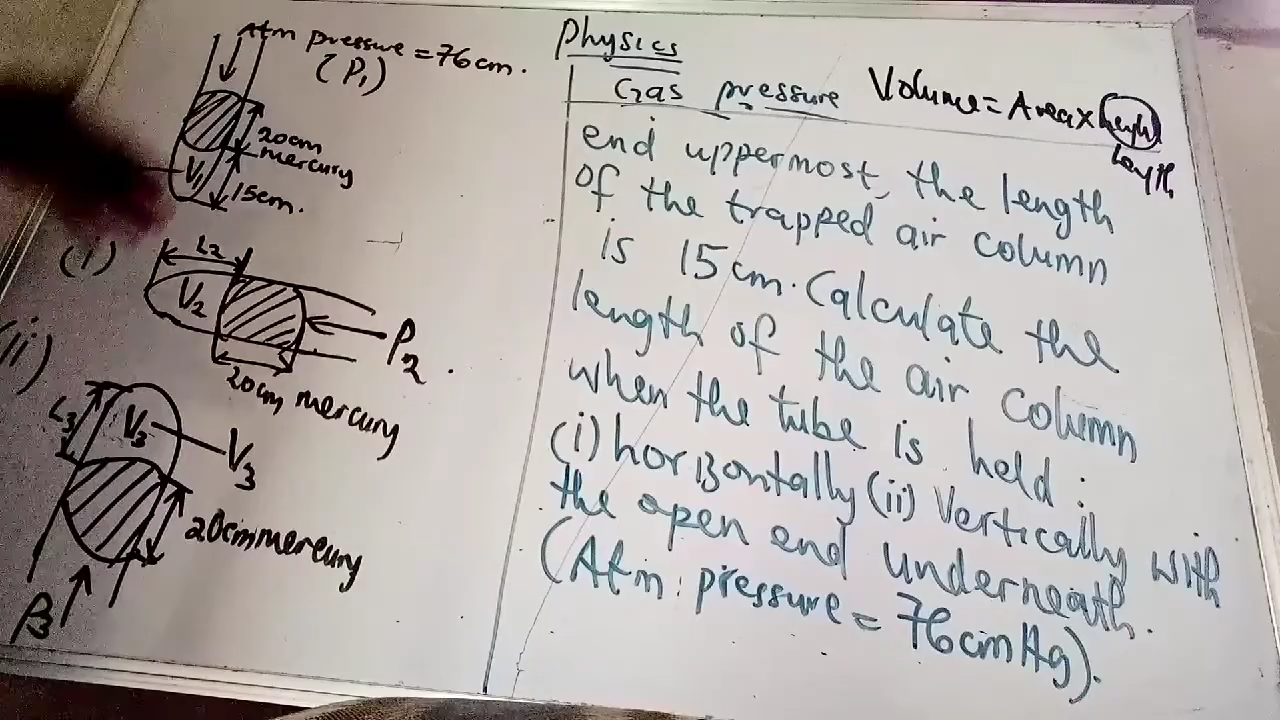 Atm pressure = 76cm.
(P₁)
20cm
mercury
V₁
15cm.
(i)
L₂
V₂
P₂
20cm mercury
(ii)
L₃
V₃
V₃
20cm mercury
P₃
Physics
Gas pressure
Volume = Area x height
length
end uppermost, the length
of the trapped air column
is 15cm. Calculate the
length of the air column
when the tube is held:
(i) horizontally (ii) Vertically with
the open end underneath.
(Atm. pressure = 76cmHg).